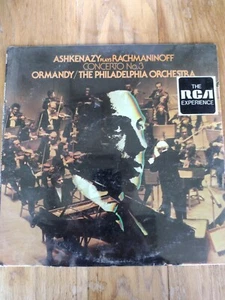 ASHKENAZY PLAYS RACHMANINOFF
CONCERTO No.3
ORMANDY/THE PHILADELPHIA ORCHESTRA
THE
RCA
EXPERIENCE